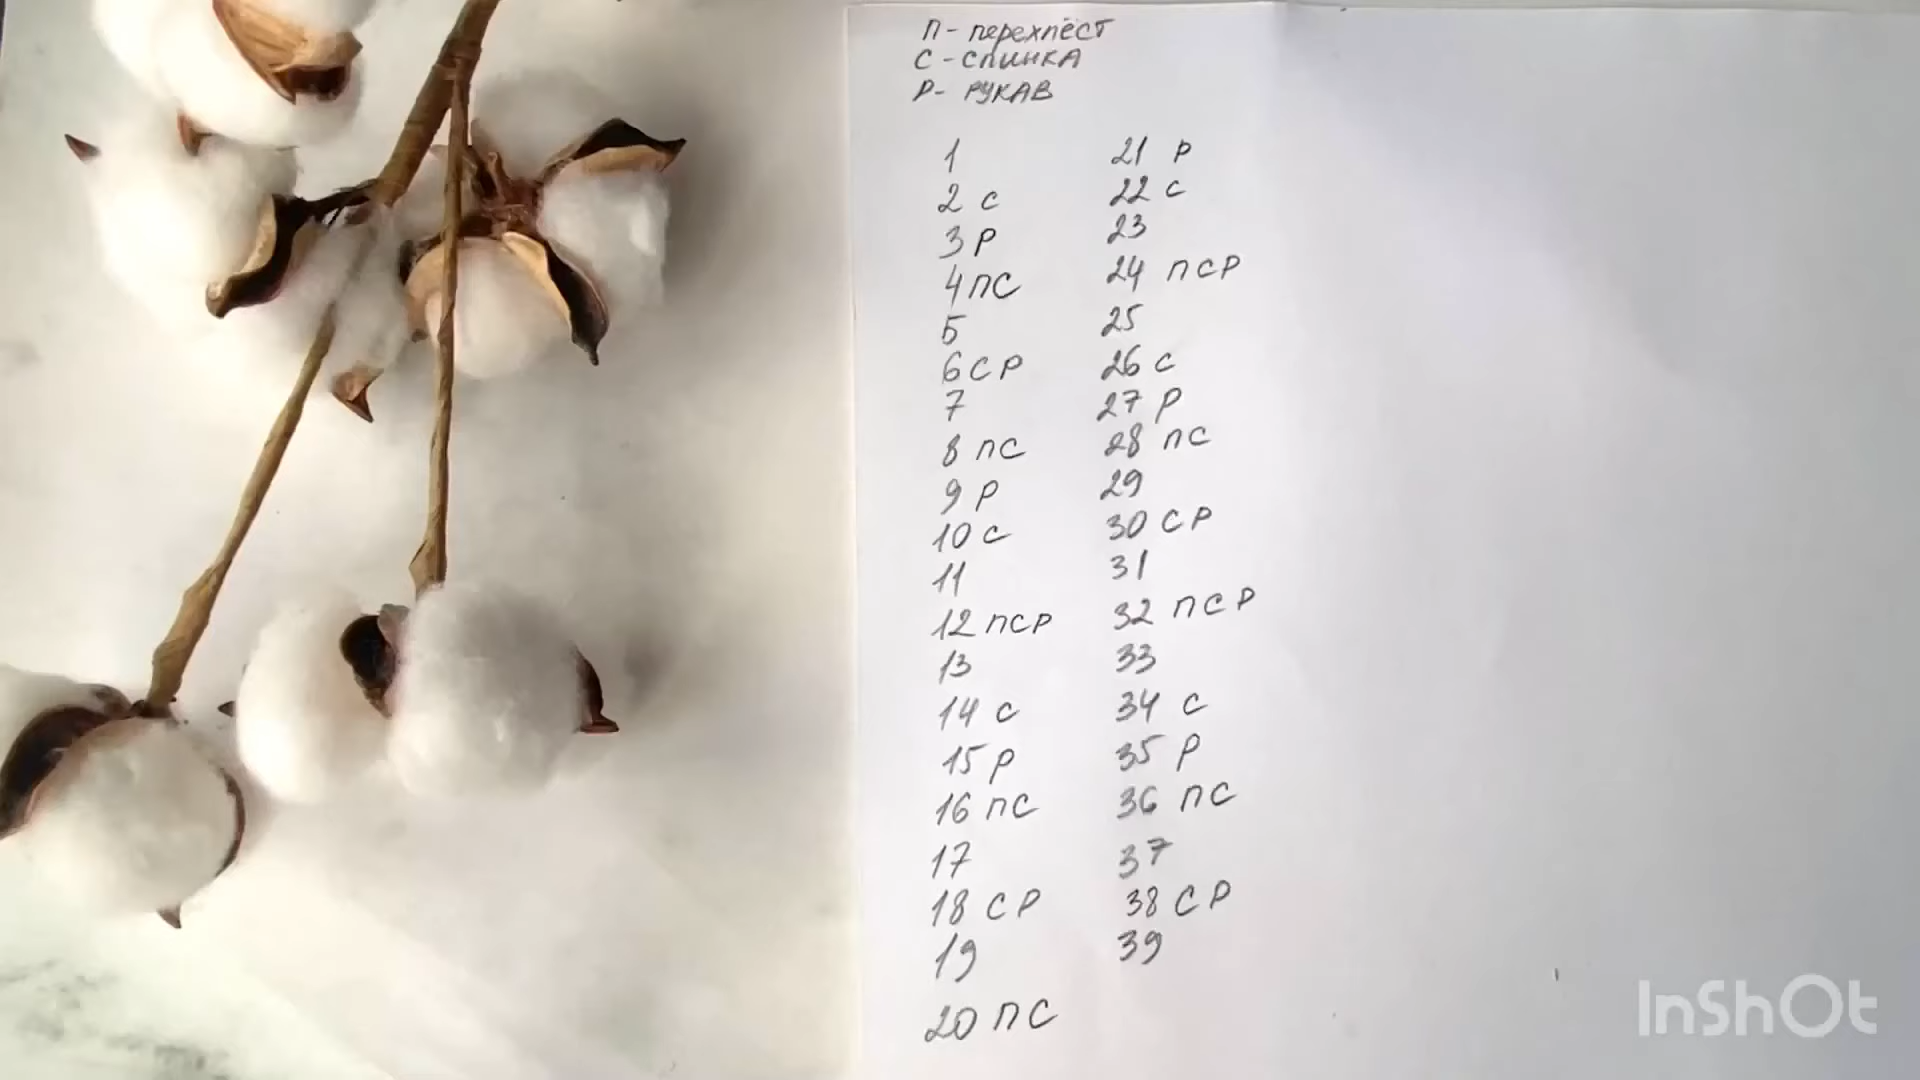 П - перехлёст
С - СПИНКА
Р - РУКАВ
1
2 С
3 Р
4 ПС
5
6 СР
7
8 ПС
9 Р
10 С
11
12 ПСР
13
14 С
15 Р
16 ПС
17
18 СР
19
20 ПС
21 Р
22 С
23
24 ПСР
25
26 С
27 Р
28 ПС
29
30 СР
31
32 ПСР
33
34 С
35 Р
36 ПС
37
38 СР
39
InShOt